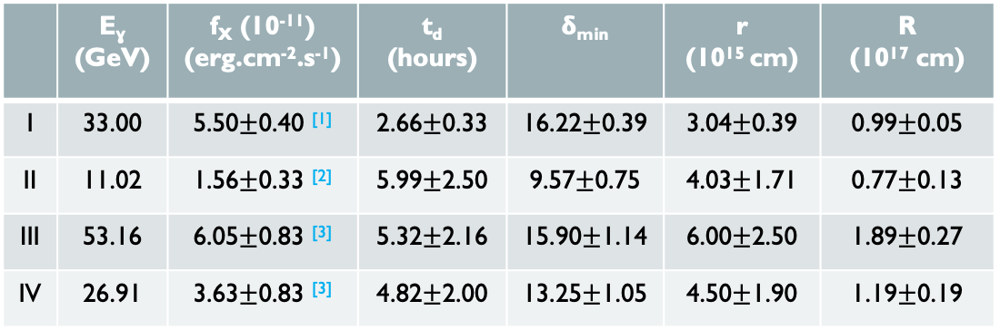 E_γ f_X (10^-11) t_d δ_min r R
(GeV) (erg.cm^-2.s^-1) (hours) (10^15 cm) (10^17 cm)
I 33.00 5.50±0.40 [1] 2.66±0.33 16.22±0.39 3.04±0.39 0.99±0.05
II 11.02 1.56±0.33 [2] 5.99±2.50 9.57±0.75 4.03±1.71 0.77±0.13
III 53.16 6.05±0.83 [3] 5.32±2.16 15.90±1.14 6.00±2.50 1.89±0.27
IV 26.91 3.63±0.83 [3] 4.82±2.00 13.25±1.05 4.50±1.90 1.19±0.19